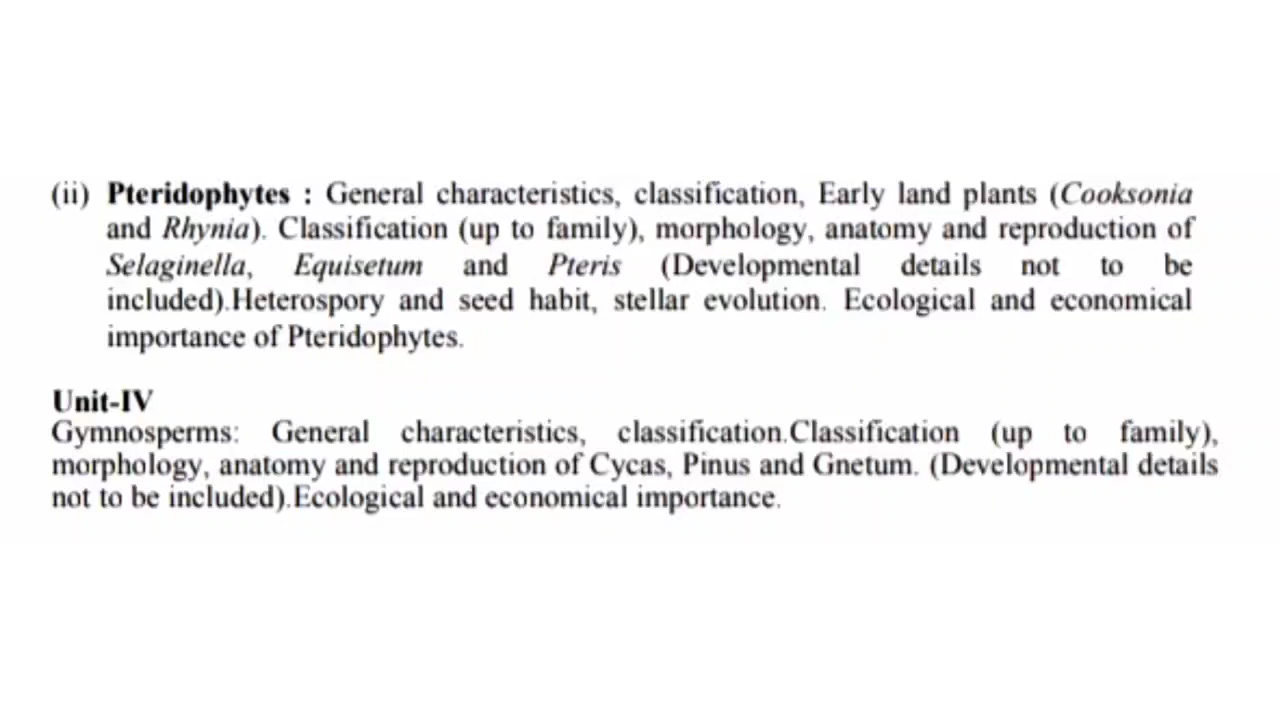 (ii) Pteridophytes : General characteristics, classification, Early land plants (Cooksonia
and Rhynia). Classification (up to family), morphology, anatomy and reproduction of
Selaginella, Equisetum and Pteris (Developmental details not to be
included).Heterospory and seed habit, stellar evolution. Ecological and economical
importance of Pteridophytes.
Unit-IV
Gymnosperms: General characteristics, classification.Classification (up to family),
morphology, anatomy and reproduction of Cycas, Pinus and Gnetum. (Developmental details
not to be included).Ecological and economical importance.